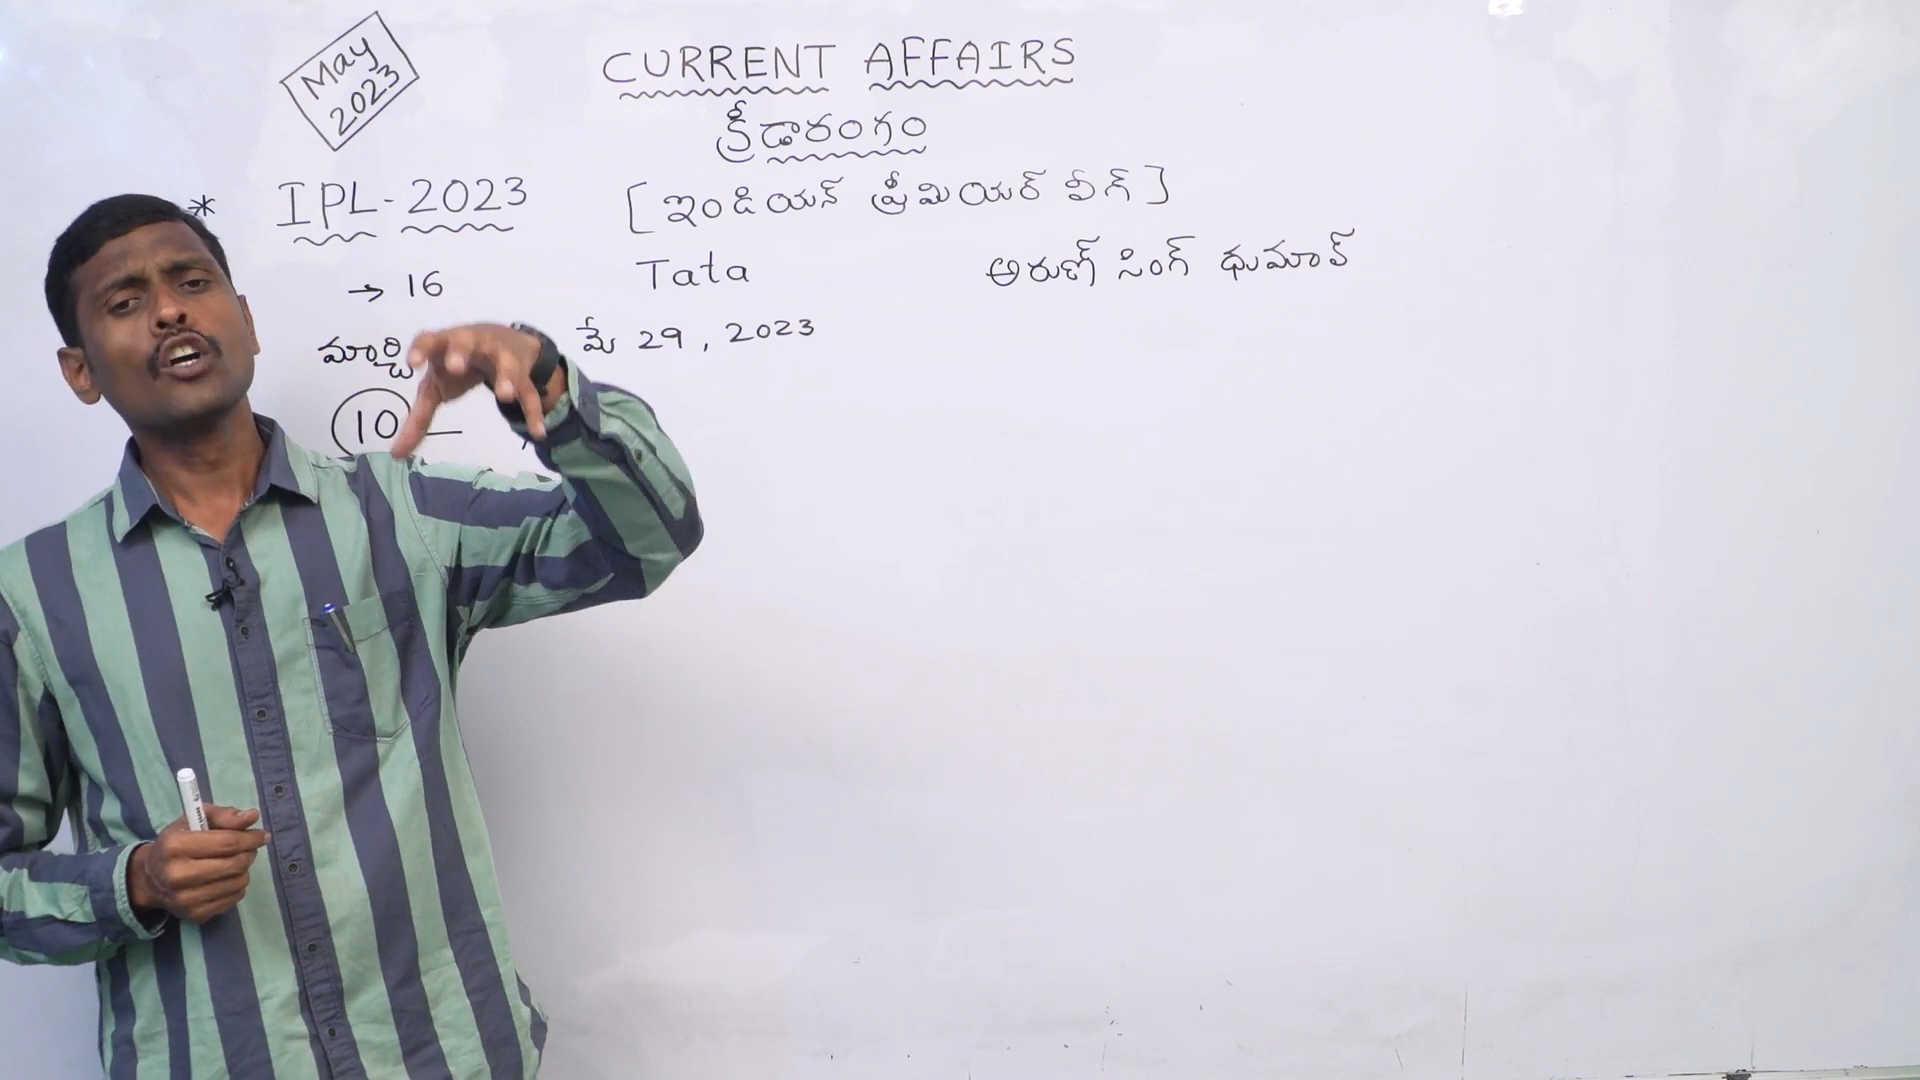 May
2023
CURRENT AFFAIRS
క్రీడారంగం
* IPL-2023 [ఇండియన్ ప్రీమియర్ లీగ్]
→ 16 Tata అరుణ్ సింగ్ ధుమాల్
మార్చి మే 29, 2023
10